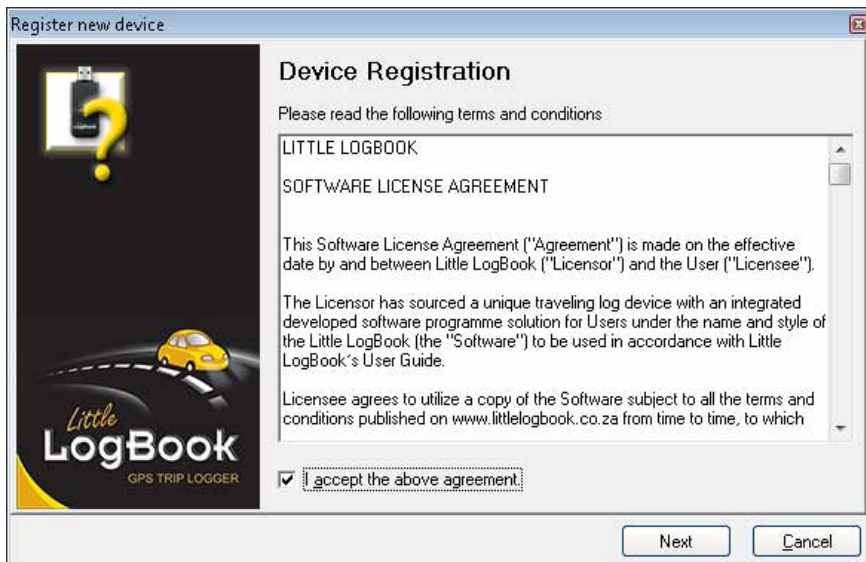 Register new device
LogBook
Device Registration
Please read the following terms and conditions
LITTLE LOGBOOK
SOFTWARE LICENSE AGREEMENT
This Software License Agreement ("Agreement") is made on the effective
date by and between Little LogBook ("Licensor") and the User ("Licensee").
The Licensor has sourced a unique traveling log device with an integrated
developed software programme solution for Users under the name and style of
the Little LogBook (the "Software") to be used in accordance with Little
LogBook´s User Guide.
Licensee agrees to utilize a copy of the Software subject to all the terms and
conditions published on www.littlelogbook.co.za from time to time, to which
Little
LogBook
GPS TRIP LOGGER
I accept the above agreement.
Next
Cancel